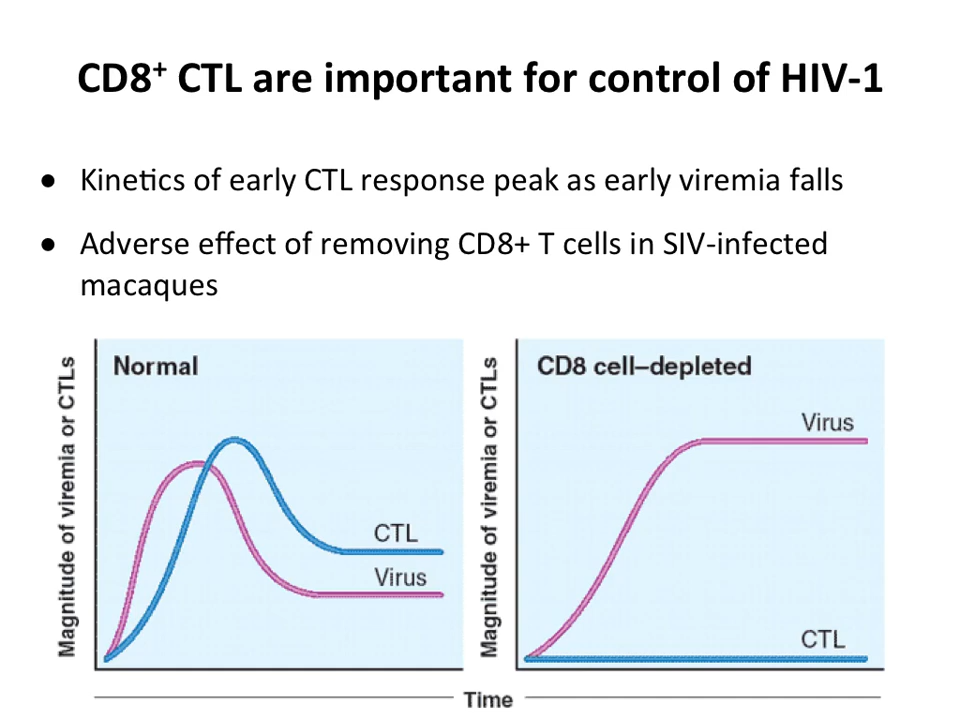 CD8⁺ CTL are important for control of HIV-1
● Kinetics of early CTL response peak as early viremia falls
● Adverse effect of removing CD8+ T cells in SIV-infected
macaques
Magnitude of viremia or CTLs
Normal
CTL
Virus
Magnitude of viremia or CTLs
CD8 cell–depleted
Virus
CTL
Time